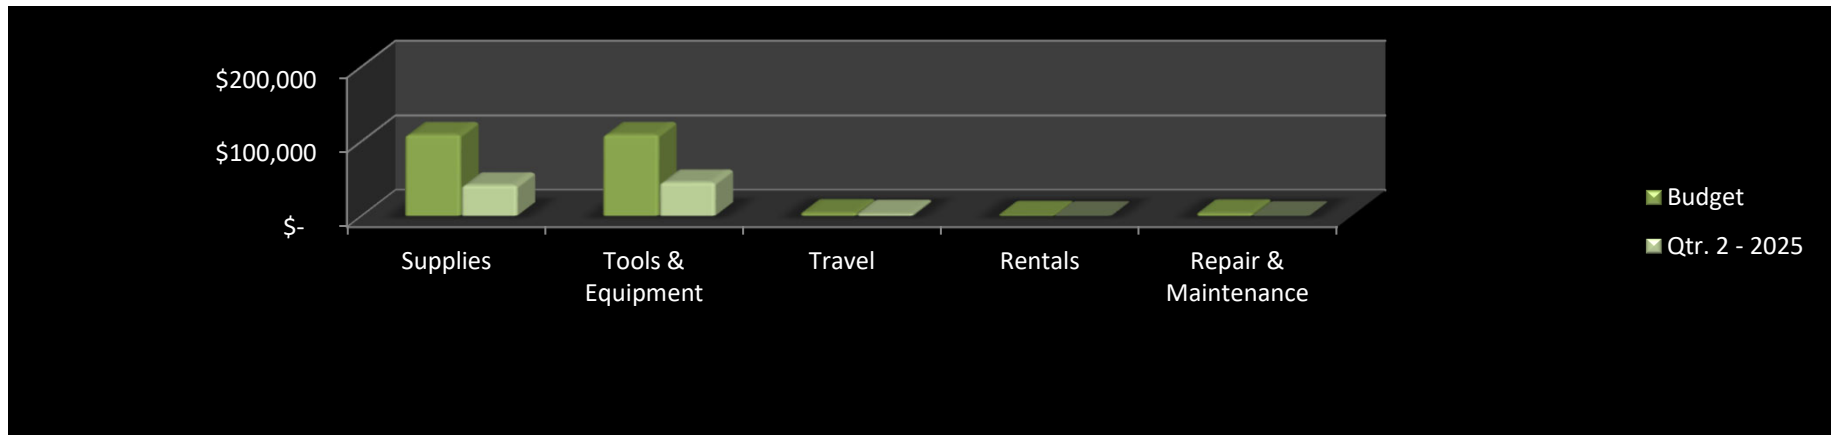 $200,000
$100,000
$-
Supplies
Tools &
Equipment
Travel
Rentals
Repair &
Maintenance
Budget
Qtr. 2 - 2025